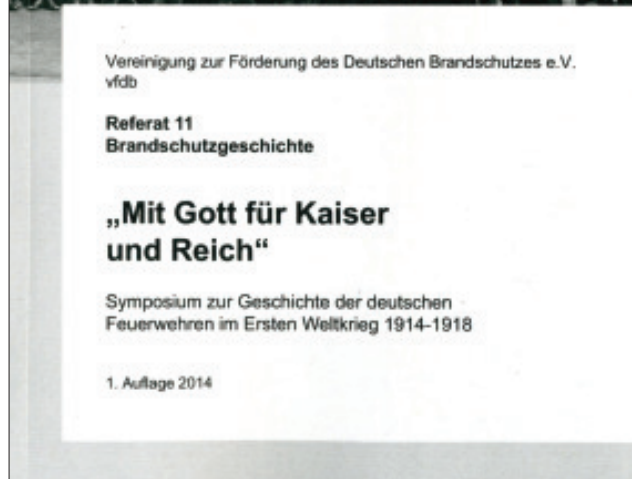 Vereinigung zur Förderung des Deutschen Brandschutzes e.V.
vfdb
Referat 11
Brandschutzgeschichte
„Mit Gott für Kaiser
und Reich“
Symposium zur Geschichte der deutschen
Feuerwehren im Ersten Weltkrieg 1914-1918
1. Auflage 2014